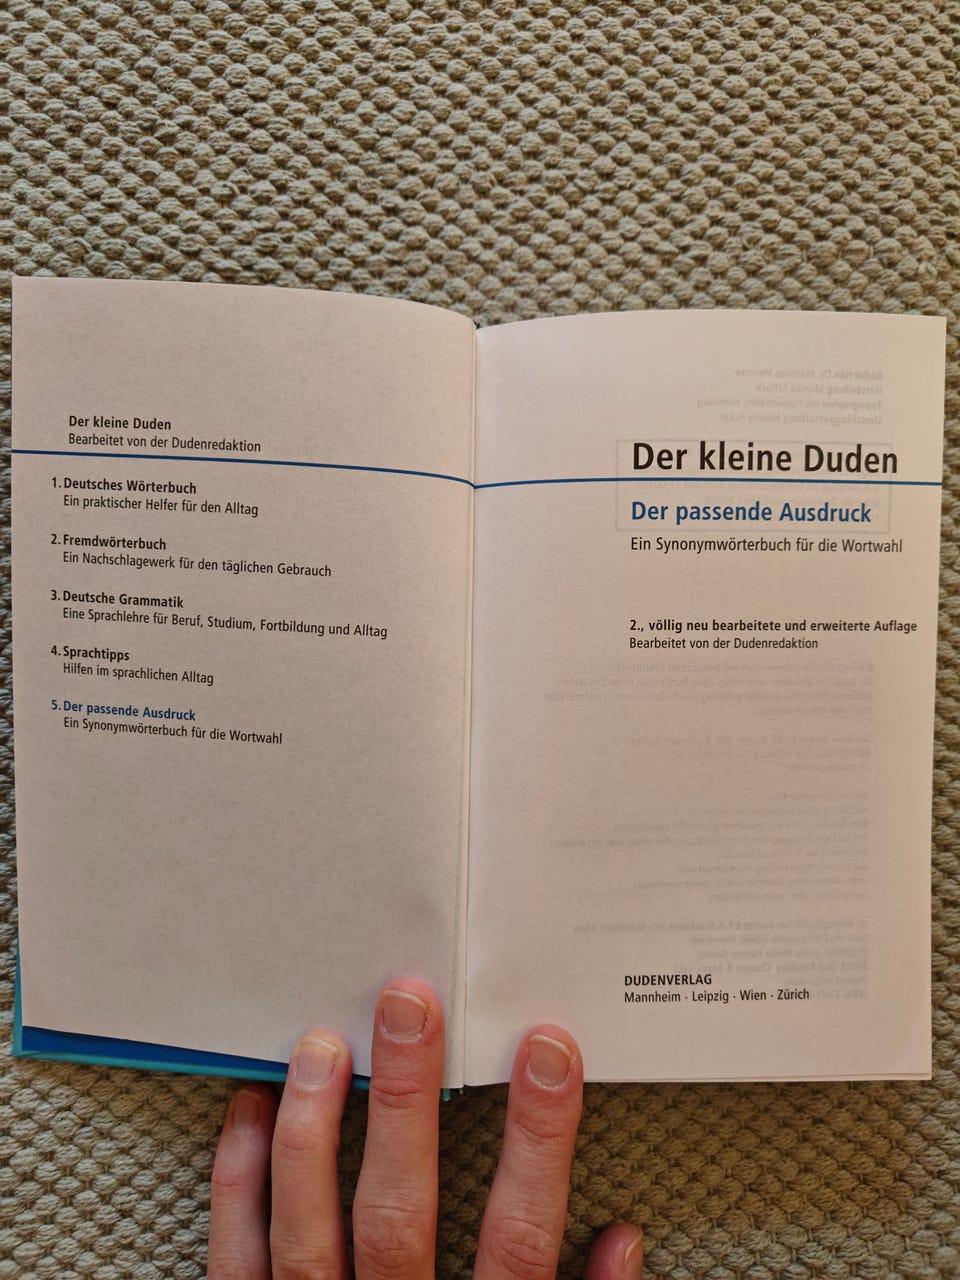 Der kleine Duden
Bearbeitet von der Dudenredaktion
1. Deutsches Wörterbuch
Ein praktischer Helfer für den Alltag
2. Fremdwörterbuch
Ein Nachschlagewerk für den täglichen Gebrauch
3. Deutsche Grammatik
Eine Sprachlehre für Beruf, Studium, Fortbildung und Alltag
4. Sprachtipps
Hilfen im sprachlichen Alltag
5. Der passende Ausdruck
Ein Synonymwörterbuch für die Wortwahl
Der kleine Duden
Der passende Ausdruck
Ein Synonymwörterbuch für die Wortwahl
2., völlig neu bearbeitete und erweiterte Auflage
Bearbeitet von der Dudenredaktion
DUDENVERLAG
Mannheim · Leipzig · Wien · Zürich